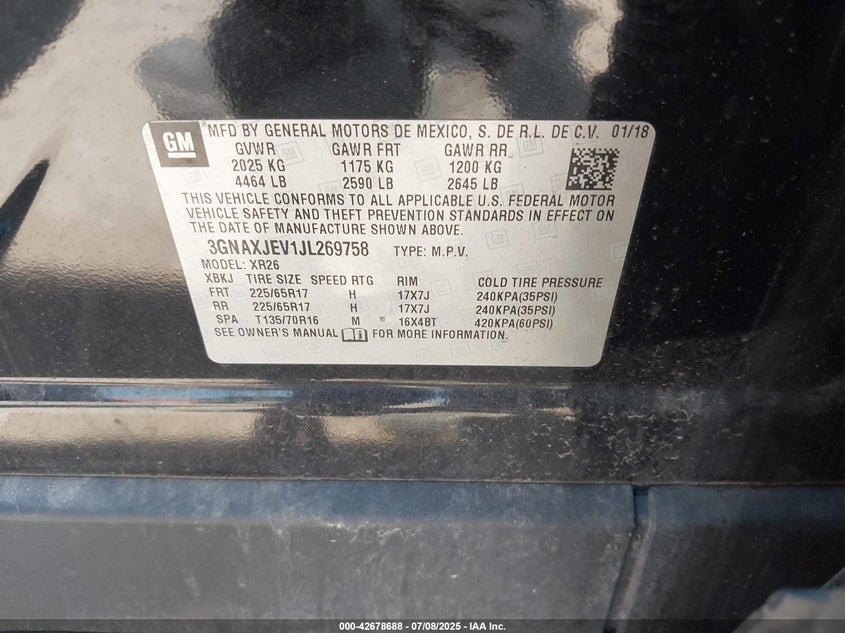 GM
MFD BY GENERAL MOTORS DE MEXICO, S. DE R.L. DE C.V. 01/18
GVWR GAWR FRT GAWR RR
2025 KG 1175 KG 1200 KG
4464 LB 2590 LB 2645 LB
THIS VEHICLE CONFORMS TO ALL APPLICABLE U.S. FEDERAL MOTOR
VEHICLE SAFETY AND THEFT PREVENTION STANDARDS IN EFFECT ON
THE DATE OF MANUFACTURE SHOWN ABOVE.
3GNAXJEV1JL269758 TYPE: M.P.V.
MODEL: XR26
XBKJ TIRE SIZE SPEED RTG RIM COLD TIRE PRESSURE
FRT 225/65R17 H 17X7J 240KPA(35PSI)
RR 225/65R17 H 17X7J 240KPA(35PSI)
SPA T135/70R16 M 16X4BT 420KPA(60PSI)
SEE OWNER'S MANUAL FOR MORE INFORMATION.
000-42678688 - 07/08/2025 - IAA Inc.